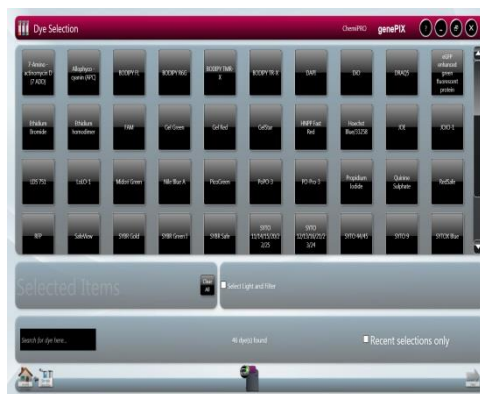 Dye Selection
ChemiPRO
genePIX
7-Amino-
actinomycin D
(7 AAD)
Allophyco-
cyanin (APC)
BODIPY FL
BODIPY R6G
BODIPY TMR-
X
BODIPY TR-X
DAPI
DiO
DRAQ5
eGFP
enhanced
green
fluorescent
protein
Ethidium
Bromide
Ethidium
homodimer
FAM
Gel Green
Gel Red
GelStar
HNPP Fast
Red
Hoechst
Blue/33258
JOE
JOJO-1
LDS 751
LoLO-1
Midori Green
Nile Blue A
PicoGreen
PoPO-3
PO-Pro 3
Propidium
Iodide
Quinine
Sulphate
RedSafe
RFP
SafeView
SYBR Gold
SYBR Green I
SYBR Safe
SYTO
SYTO
SYTO 44/45
SYTO 9
SYTOX Blue
Selected Items
Clear
All
Select Light and Filter
Search for dye here...
dye(s) found
Recent selections only